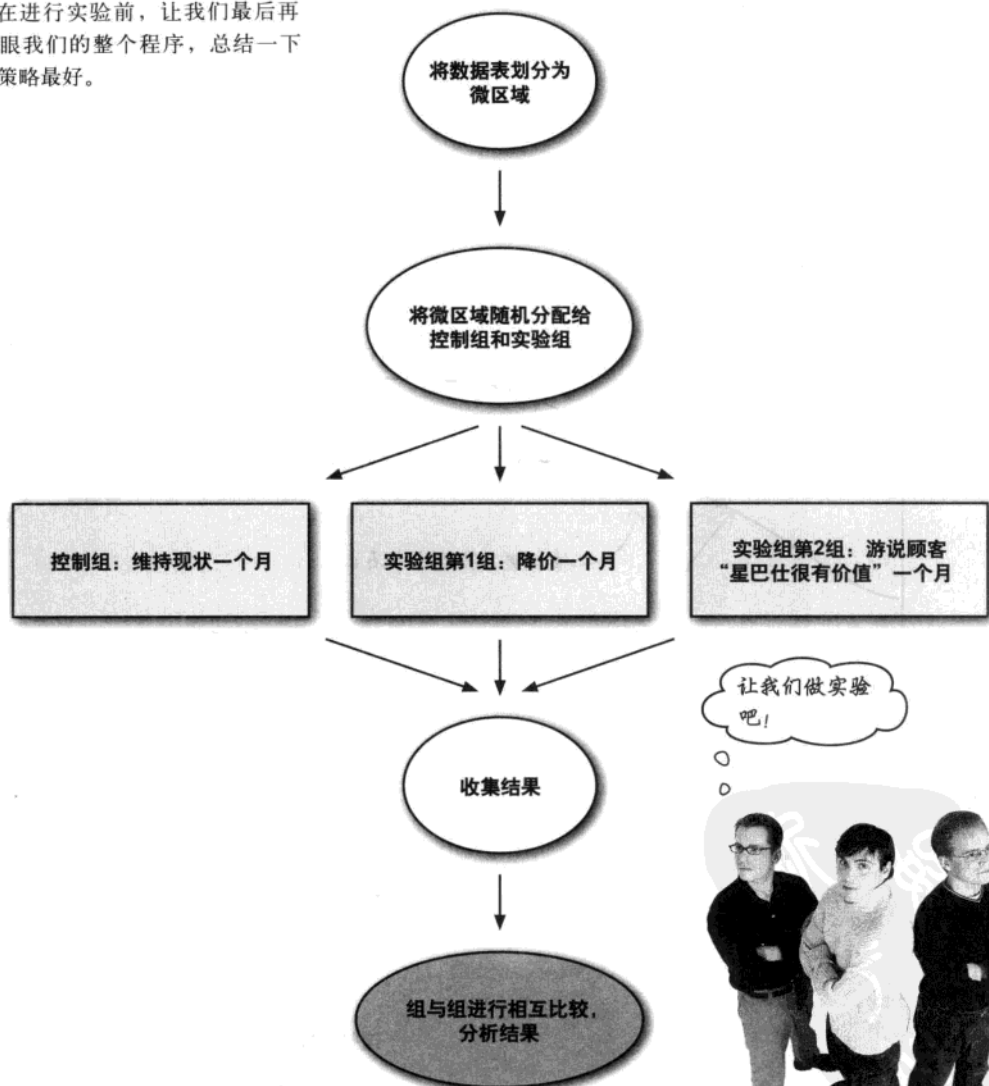 在进行实验前，让我们最后再
眼我们的整个程序，总结一下
策略最好。
将数据表划分为
微区域
将微区域随机分配给
控制组和实验组
控制组：维持现状一个月
实验组第1组：降价一个月
实验组第2组：游说顾客
“星巴仕很有价值”一个月
让我们做实验
吧！
收集结果
组与组进行相互比较，
分析结果